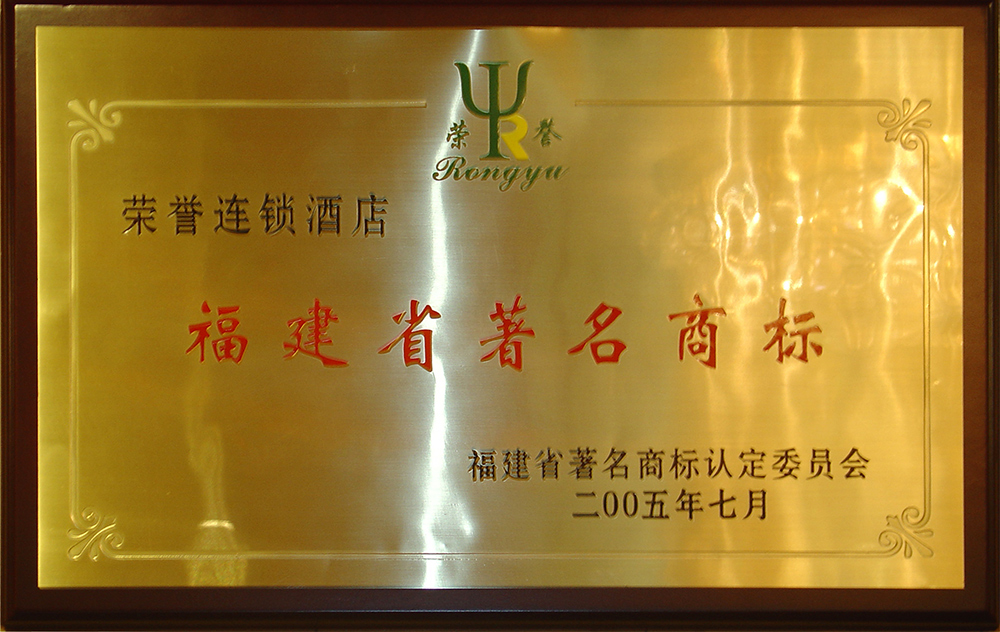 荣 R 誉
Rongyu
荣誉连锁酒店
福建省著名商标
福建省著名商标认定委员会
二00五年七月